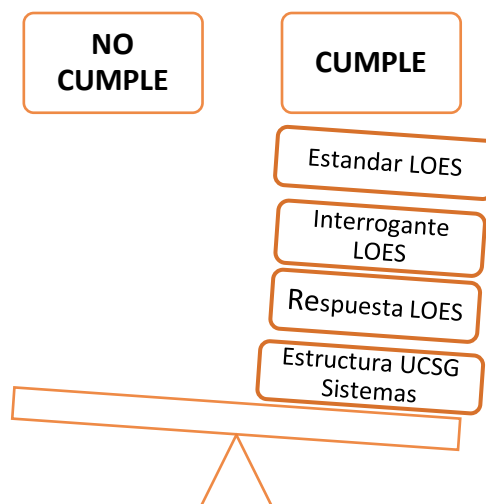 NO
CUMPLE
CUMPLE
Estandar LOES
Interrogante
LOES
Respuesta LOES
Estructura UCSG
Sistemas